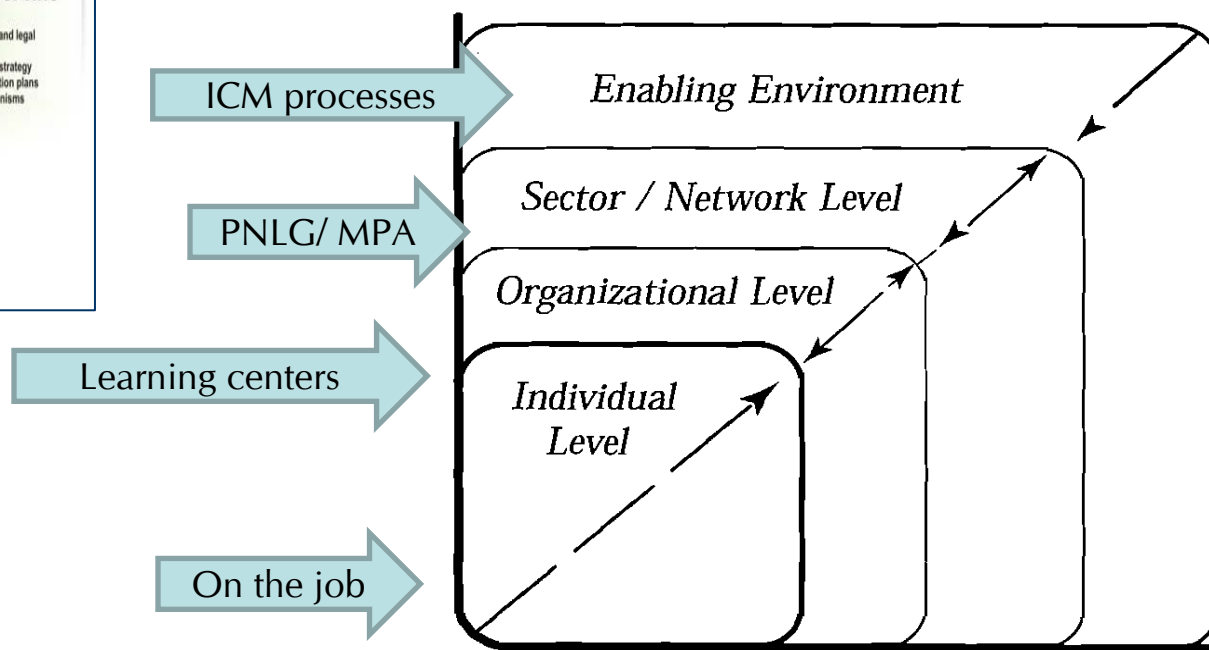 and legal
strategy
tion plans
nisms
ICM processes
Enabling Environment
PNLG/ MPA
Sector / Network Level
Organizational Level
Learning centers
Individual
Level
On the job